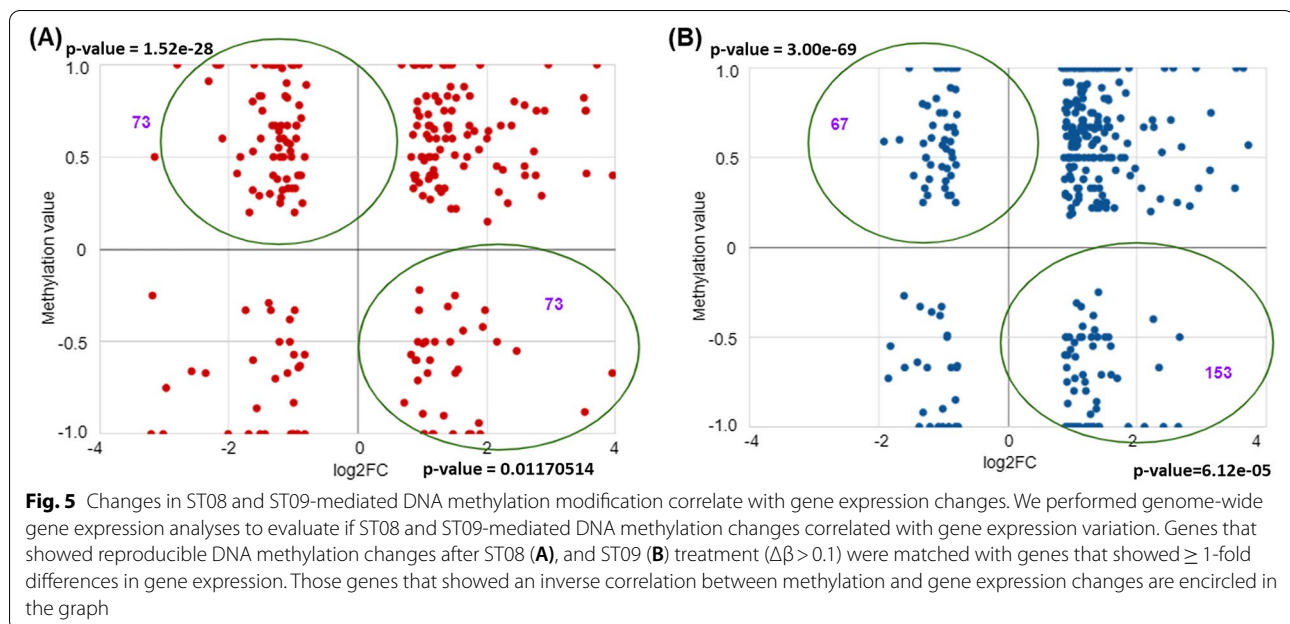 (A)
p-value = 1.52e-28
1.0
0.5
0
-0.5
-1.0
Methylation value
73
73
-4
-2
0
2
4
log2FC
p-value = 0.01170514
(B)
p-value = 3.00e-69
1.0
0.5
0
-0.5
-1.0
Methylation value
67
153
-4
-2
0
2
4
log2FC
p-value=6.12e-05
Fig. 5 Changes in ST08 and ST09-mediated DNA methylation modification correlate with gene expression changes. We performed genome-wide
gene expression analyses to evaluate if ST08 and ST09-mediated DNA methylation changes correlated with gene expression variation. Genes that
showed reproducible DNA methylation changes after ST08 (A), and ST09 (B) treatment (Δβ > 0.1) were matched with genes that showed ≥ 1-fold
differences in gene expression. Those genes that showed an inverse correlation between methylation and gene expression changes are encircled in
the graph